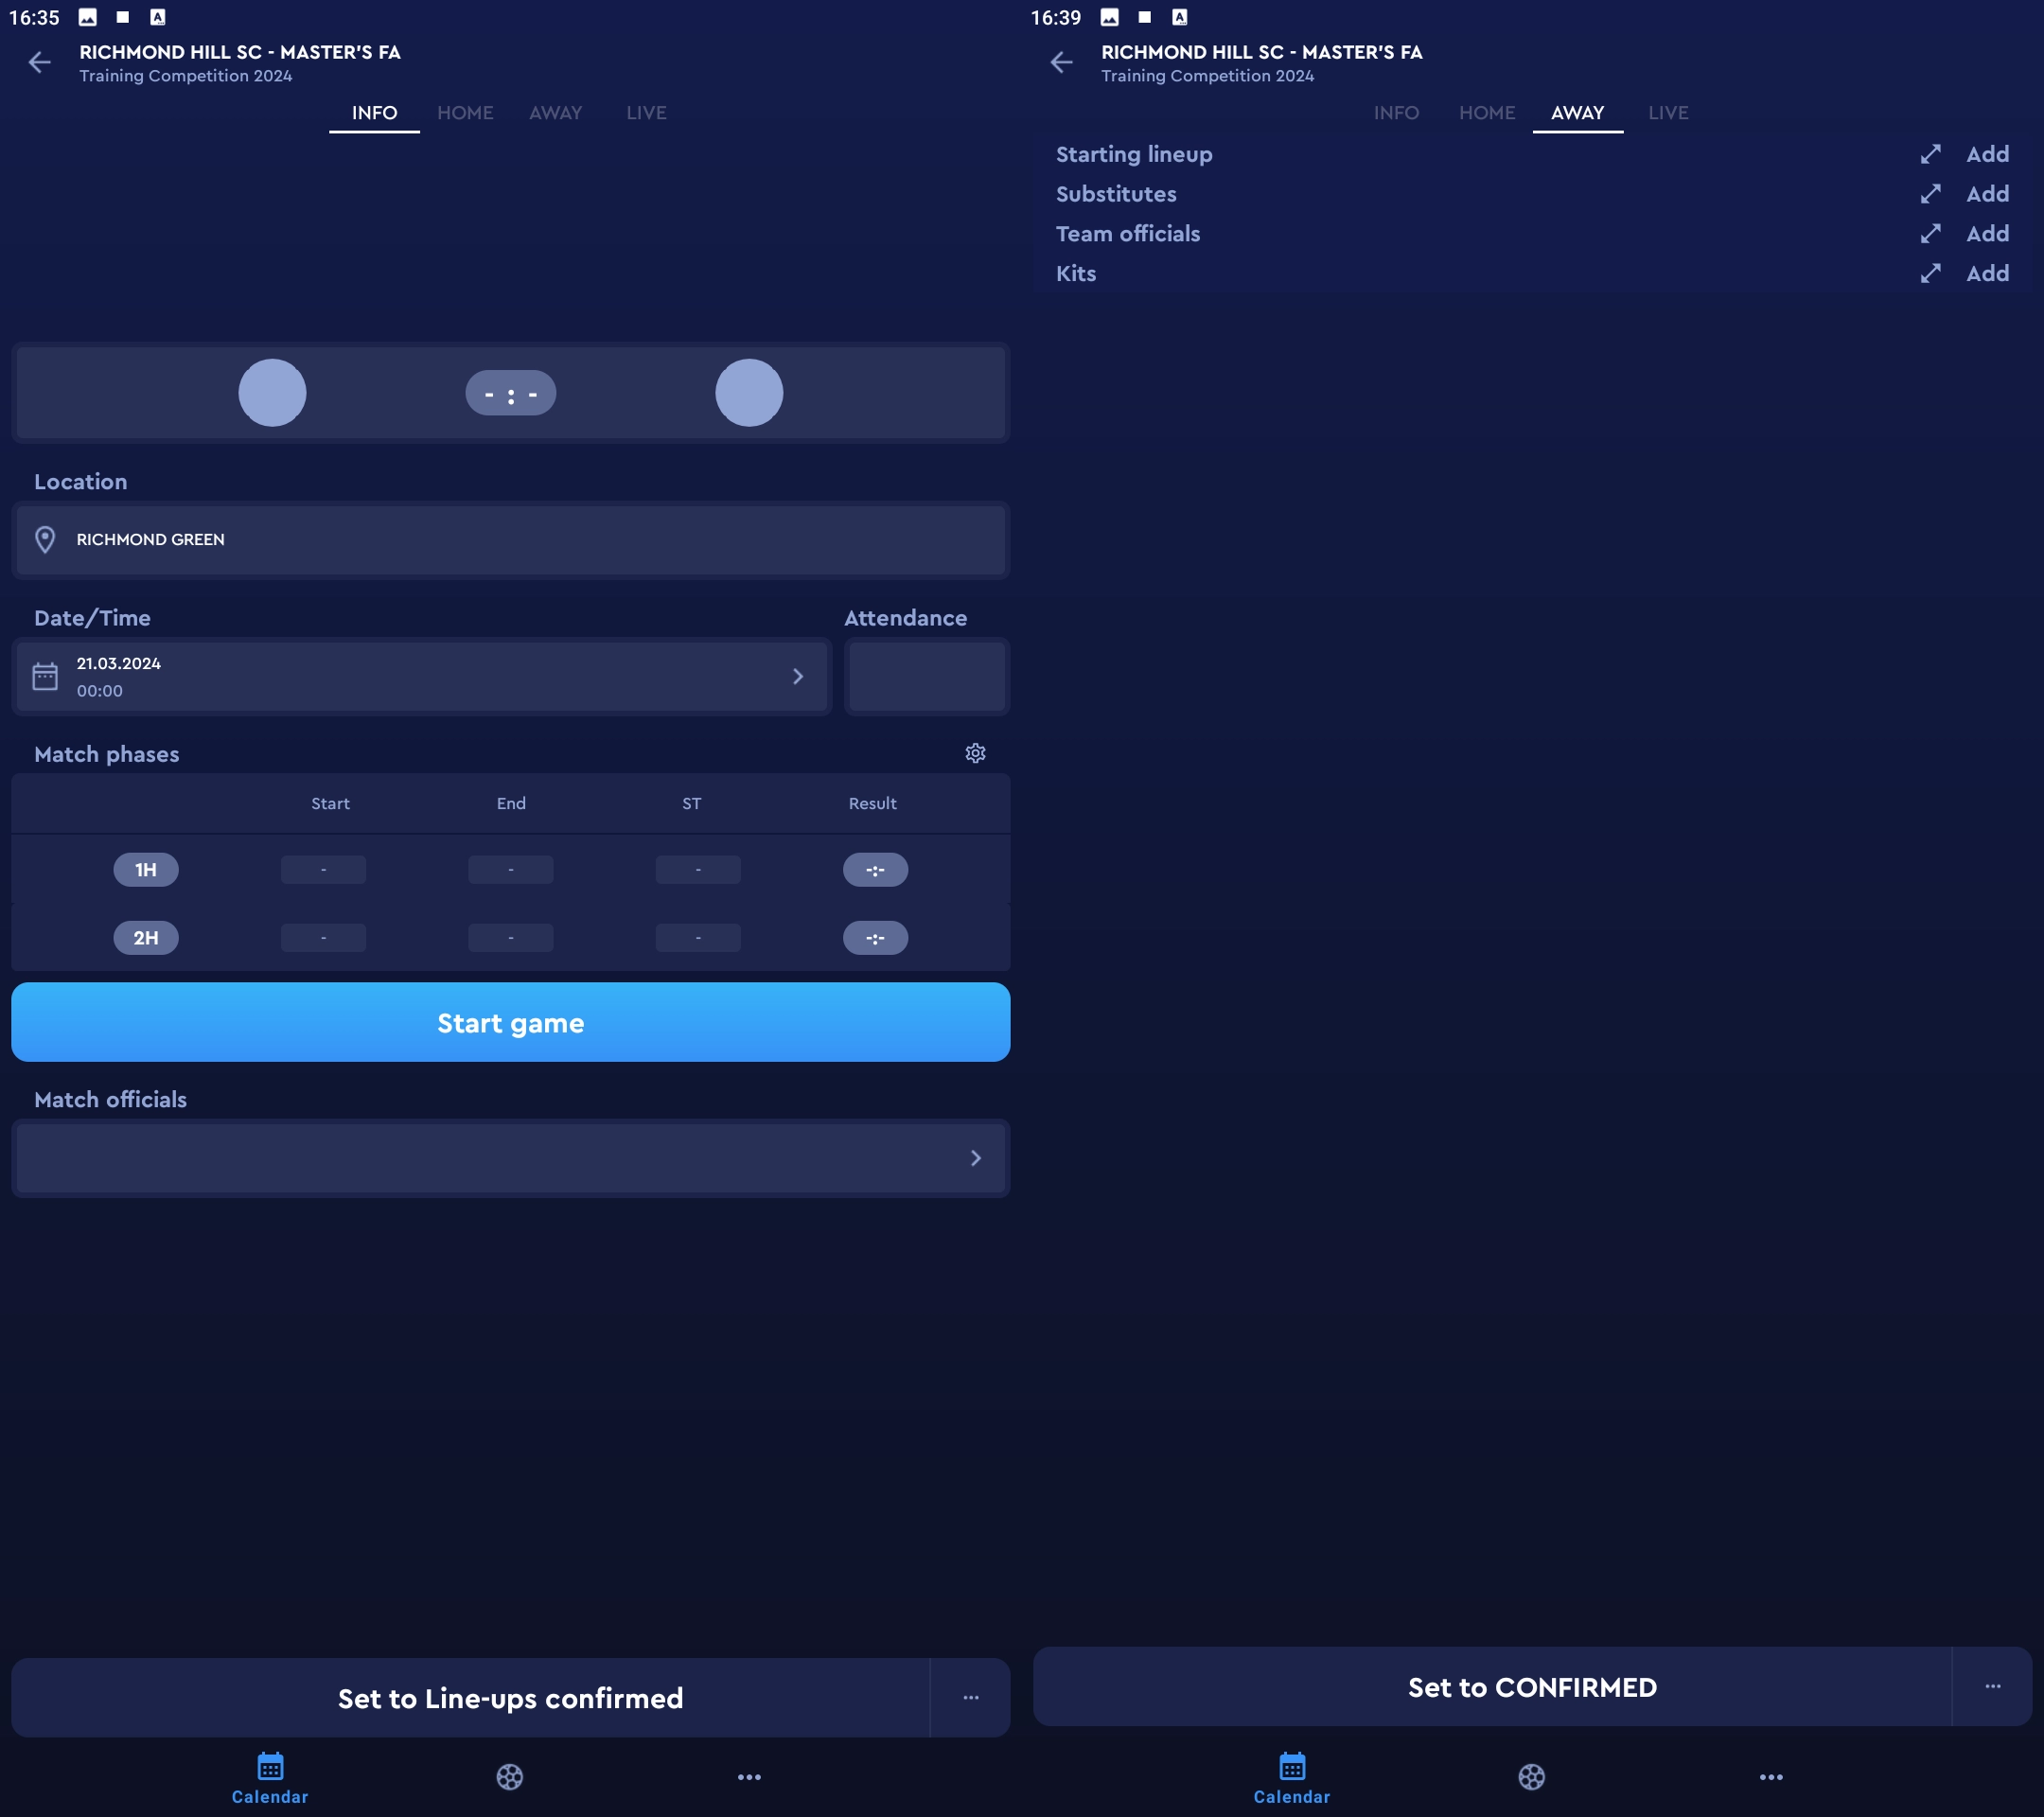 16:35
RICHMOND HILL SC - MASTER'S FA
Training Competition 2024
INFO HOME AWAY LIVE
- : -
Location
RICHMOND GREEN
Date/Time Attendance
21.03.2024
00:00
Match phases
Start End ST Result
1H - - - -:-
2H - - - -:-
Start game
Match officials
Set to Line-ups confirmed
Calendar
16:39
RICHMOND HILL SC - MASTER'S FA
Training Competition 2024
INFO HOME AWAY LIVE
Starting lineup Add
Substitutes Add
Team officials Add
Kits Add
Set to CONFIRMED
Calendar